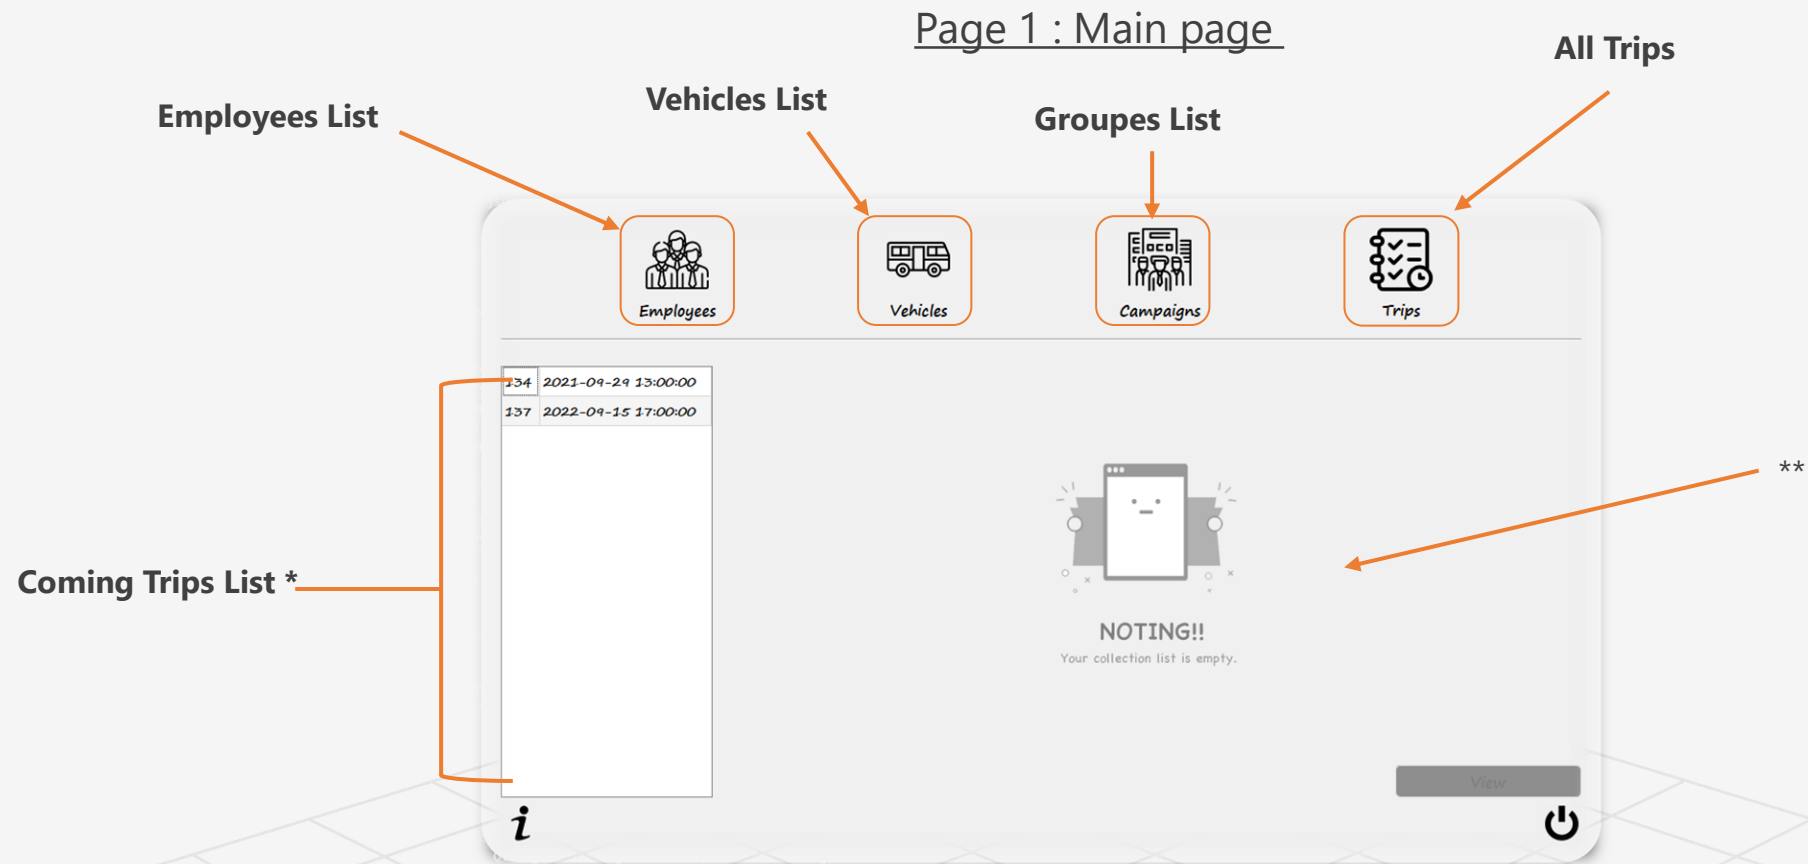 Page 1 : Main page
All Trips
Vehicles List
Employees List
Groupes List
Employees
Vehicles
Campaigns
Trips
134 2021-09-29 13:00:00
137 2022-09-15 17:00:00
**
Coming Trips List *
NOTING!!
Your collection list is empty.
View
i